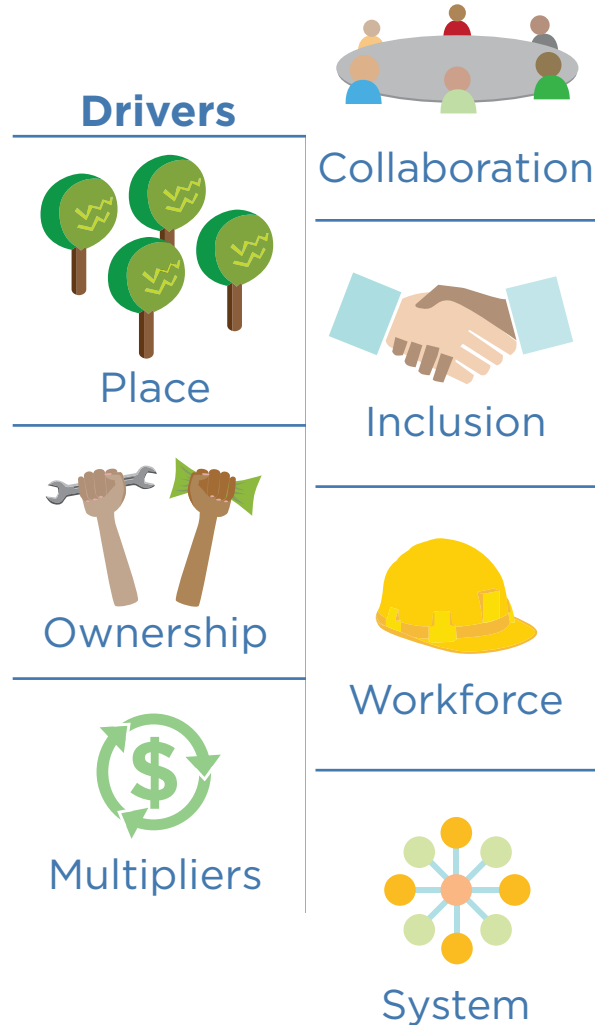 Drivers
Place
Ownership
$
Multipliers
Collaboration
Inclusion
Workforce
System